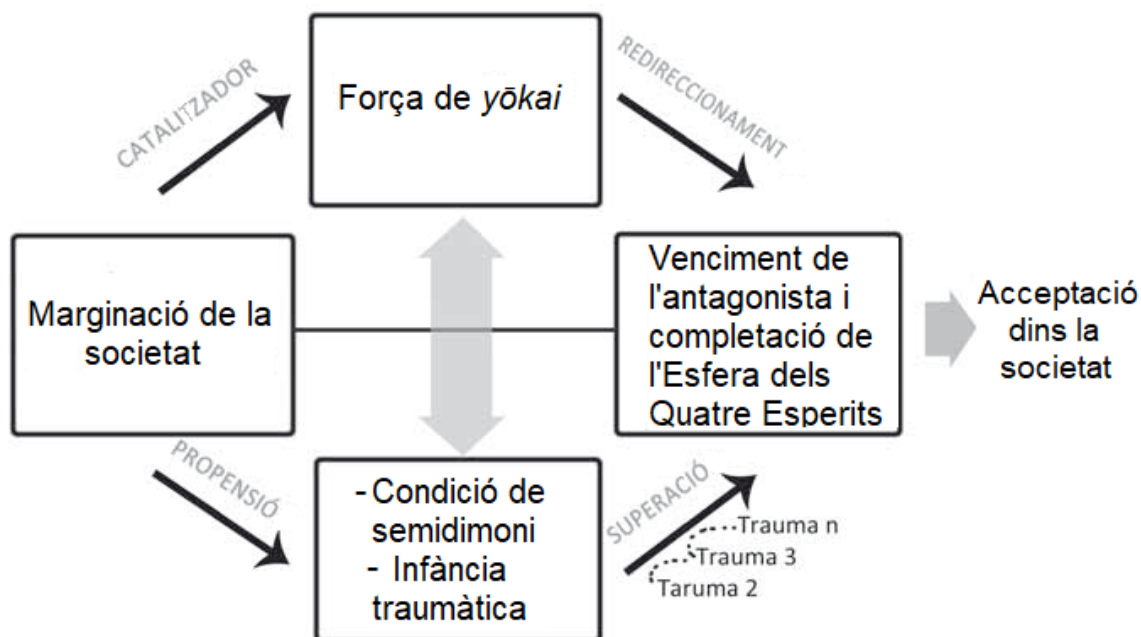 CATALITZADOR
Força de yōkai
REDIRECCIONAMENT
Marginació de la
societat
Venciment de
l'antagonista i
completació de
l'Esfera dels
Quatre Esperits
Acceptació
dins la
societat
PROPENSIÓ
- Condició de
semidimoni
- Infància
traumàtica
SUPERACIÓ
Trauma n
Trauma 3
Taruma 2